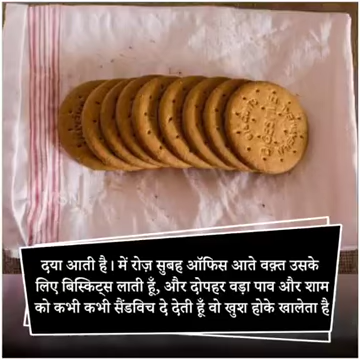 दया आती है। में रोज़ सुबह ऑफिस आते वक़्त उसके
लिए बिस्किट्स लाती हूँ, और दोपहर वड़ा पाव और शाम
को कभी कभी सैंडविच दे देती हूँ वो खुश होके खालेता है